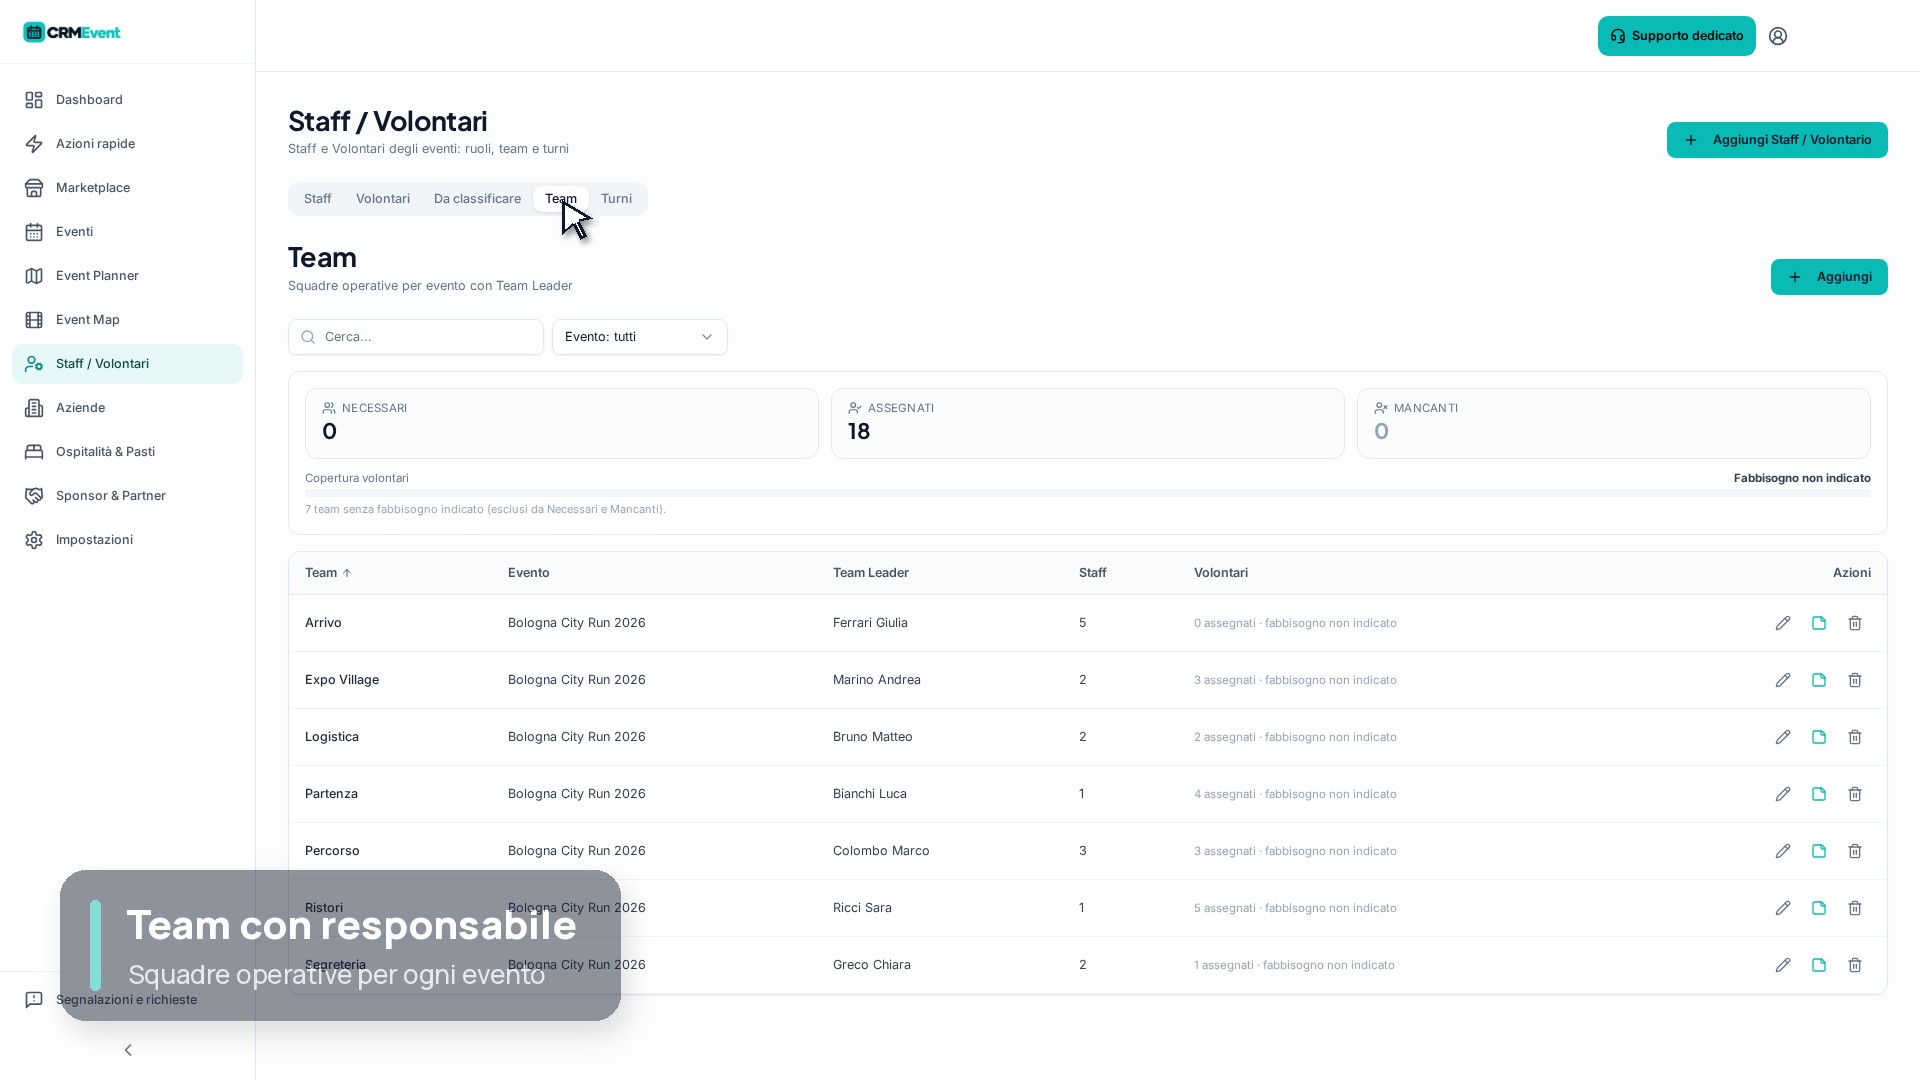 CRMEvent
Supporto dedicato
Dashboard
Azioni rapide
Marketplace
Eventi
Event Planner
Event Map
Staff / Volontari
Aziende
Ospitalità & Pasti
Sponsor & Partner
Impostazioni
Segnalazioni e richieste
Staff / Volontari
Staff e Volontari degli eventi: ruoli, team e turni
Aggiungi Staff / Volontario
Staff Volontari Da classificare Team Turni
Team
Squadre operative per evento con Team Leader
Aggiungi
Cerca... Evento: tutti
NECESSARI ASSEGNATI MANCANTI
0 18 0
Copertura volontari Fabbisogno non indicato
7 team senza fabbisogno indicato (esclusi da Necessari e Mancanti).
Team Evento Team Leader Staff Volontari Azioni
Arrivo Bologna City Run 2026 Ferrari Giulia 5 0 assegnati · fabbisogno non indicato
Expo Village Bologna City Run 2026 Marino Andrea 2 3 assegnati · fabbisogno non indicato
Logistica Bologna City Run 2026 Bruno Matteo 2 2 assegnati · fabbisogno non indicato
Partenza Bologna City Run 2026 Bianchi Luca 1 4 assegnati · fabbisogno non indicato
Percorso Bologna City Run 2026 Colombo Marco 3 3 assegnati · fabbisogno non indicato
Ristori Bologna City Run 2026 Ricci Sara 1 5 assegnati · fabbisogno non indicato
Segreteria Bologna City Run 2026 Greco Chiara 2 1 assegnati · fabbisogno non indicato
Team con responsabile
Squadre operative per ogni evento